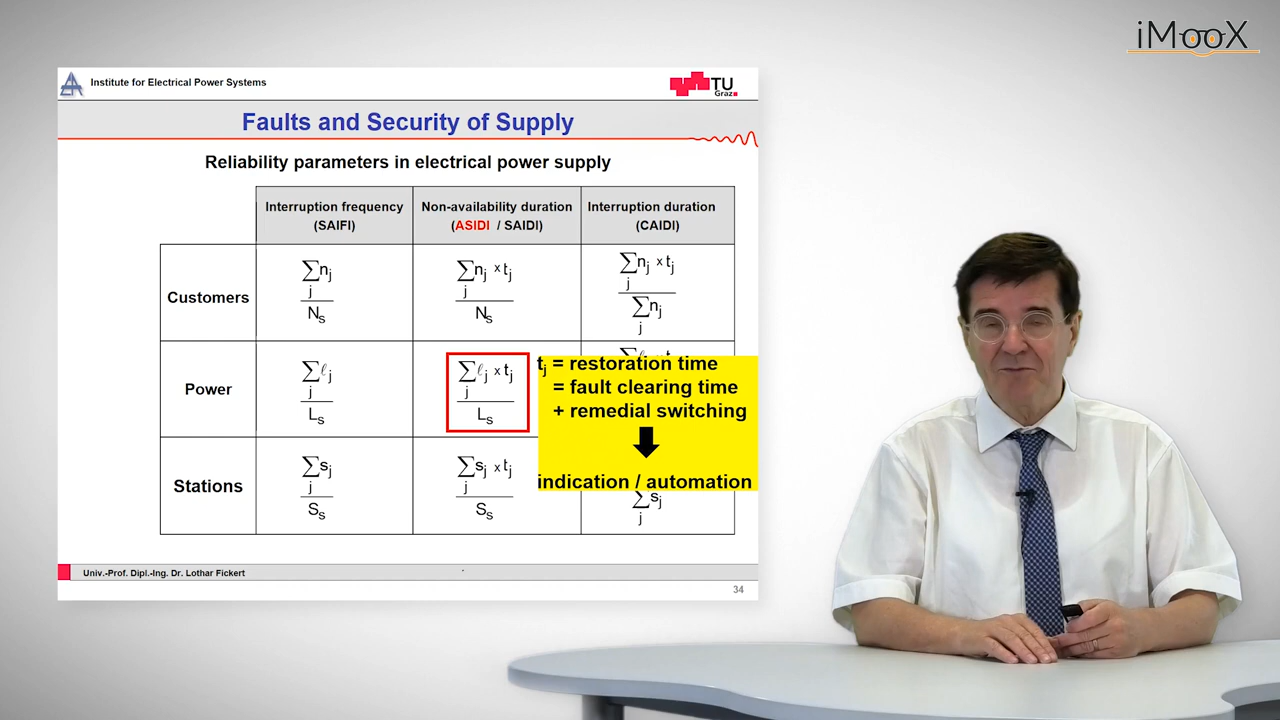 iMooX
Institute for Electrical Power Systems
TU
Graz
Faults and Security of Supply
Reliability parameters in electrical power supply
Interruption frequency
(SAIFI)
Non-availability duration
(ASIDI / SAIDI)
Interruption duration
(CAIDI)
Customers
∑nj
j
Ns
∑nj x tj
j
Ns
∑nj x tj
j
∑nj
j
Power
∑ℓj
j
Ls
∑ℓj x tj
j
Ls
tj = restoration time
= fault clearing time
+ remedial switching
indication / automation
Stations
∑sj
j
Ss
∑sj x tj
j
Ss
∑sj
j
Univ.-Prof. Dipl.-Ing. Dr. Lothar Fickert
34